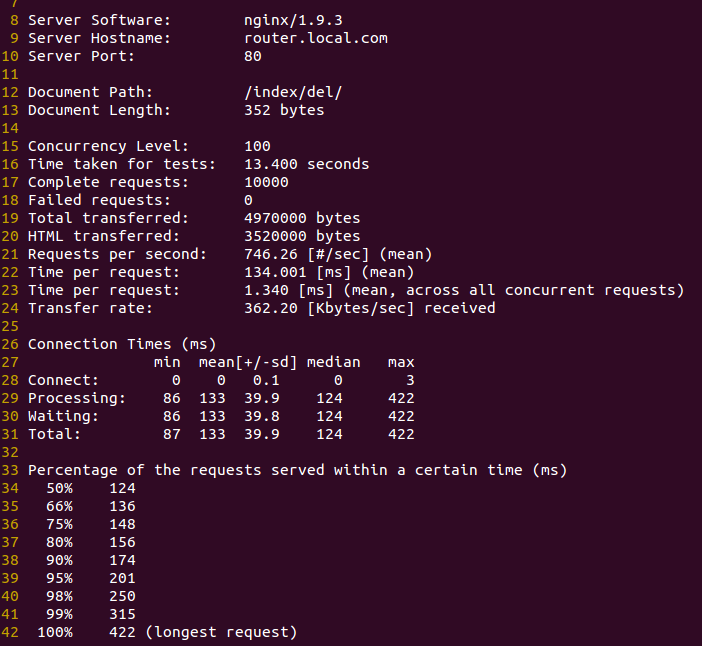 7
8 Server Software:        nginx/1.9.3
9 Server Hostname:        router.local.com
10 Server Port:            80
11
12 Document Path:          /index/del/
13 Document Length:        352 bytes
14
15 Concurrency Level:      100
16 Time taken for tests:   13.400 seconds
17 Complete requests:      10000
18 Failed requests:        0
19 Total transferred:      4970000 bytes
20 HTML transferred:       3520000 bytes
21 Requests per second:    746.26 [#/sec] (mean)
22 Time per request:       134.001 [ms] (mean)
23 Time per request:       1.340 [ms] (mean, across all concurrent requests)
24 Transfer rate:          362.20 [Kbytes/sec] received
25
26 Connection Times (ms)
27               min  mean[+/-sd] median   max
28 Connect:        0    0   0.1      0       3
29 Processing:    86  133  39.9    124     422
30 Waiting:       86  133  39.8    124     422
31 Total:         87  133  39.9    124     422
32
33 Percentage of the requests served within a certain time (ms)
34   50%    124
35   66%    136
36   75%    148
37   80%    156
38   90%    174
39   95%    201
40   98%    250
41   99%    315
42  100%    422 (longest request)